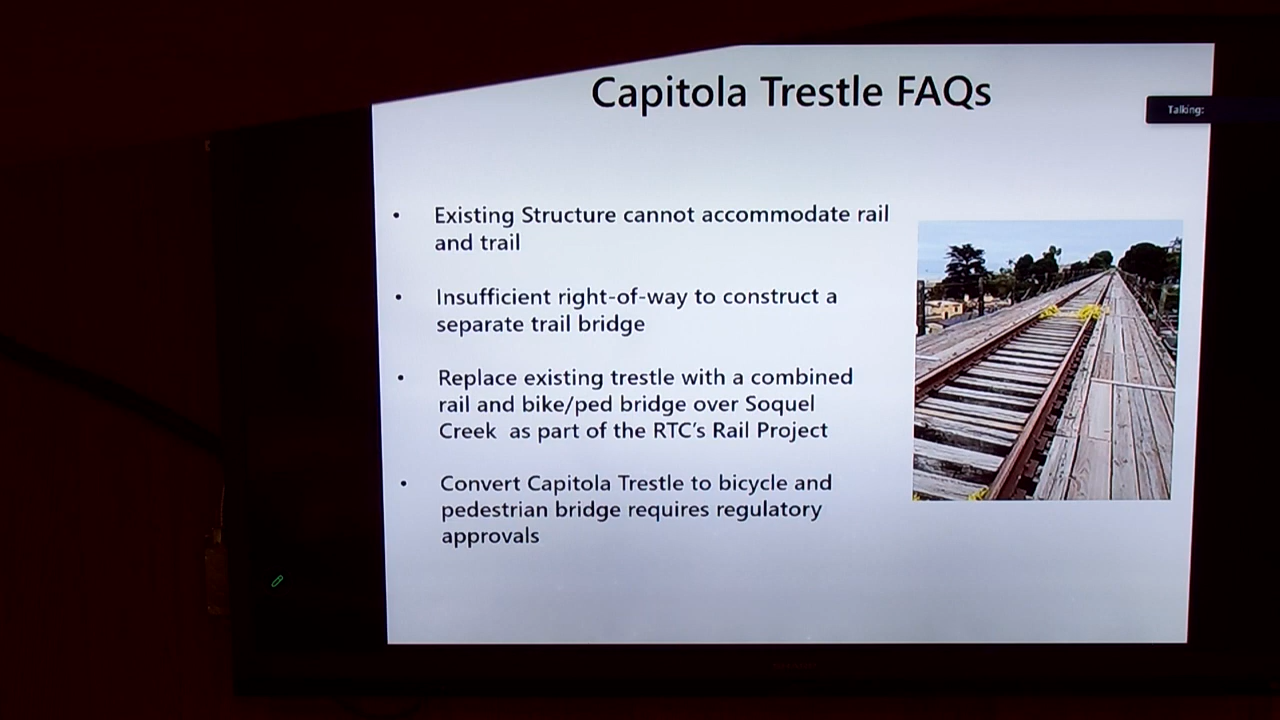 Capitola Trestle FAQs
Talking:
• Existing Structure cannot accommodate rail
and trail
• Insufficient right-of-way to construct a
separate trail bridge
• Replace existing trestle with a combined
rail and bike/ped bridge over Soquel
Creek as part of the RTC's Rail Project
• Convert Capitola Trestle to bicycle and
pedestrian bridge requires regulatory
approvals